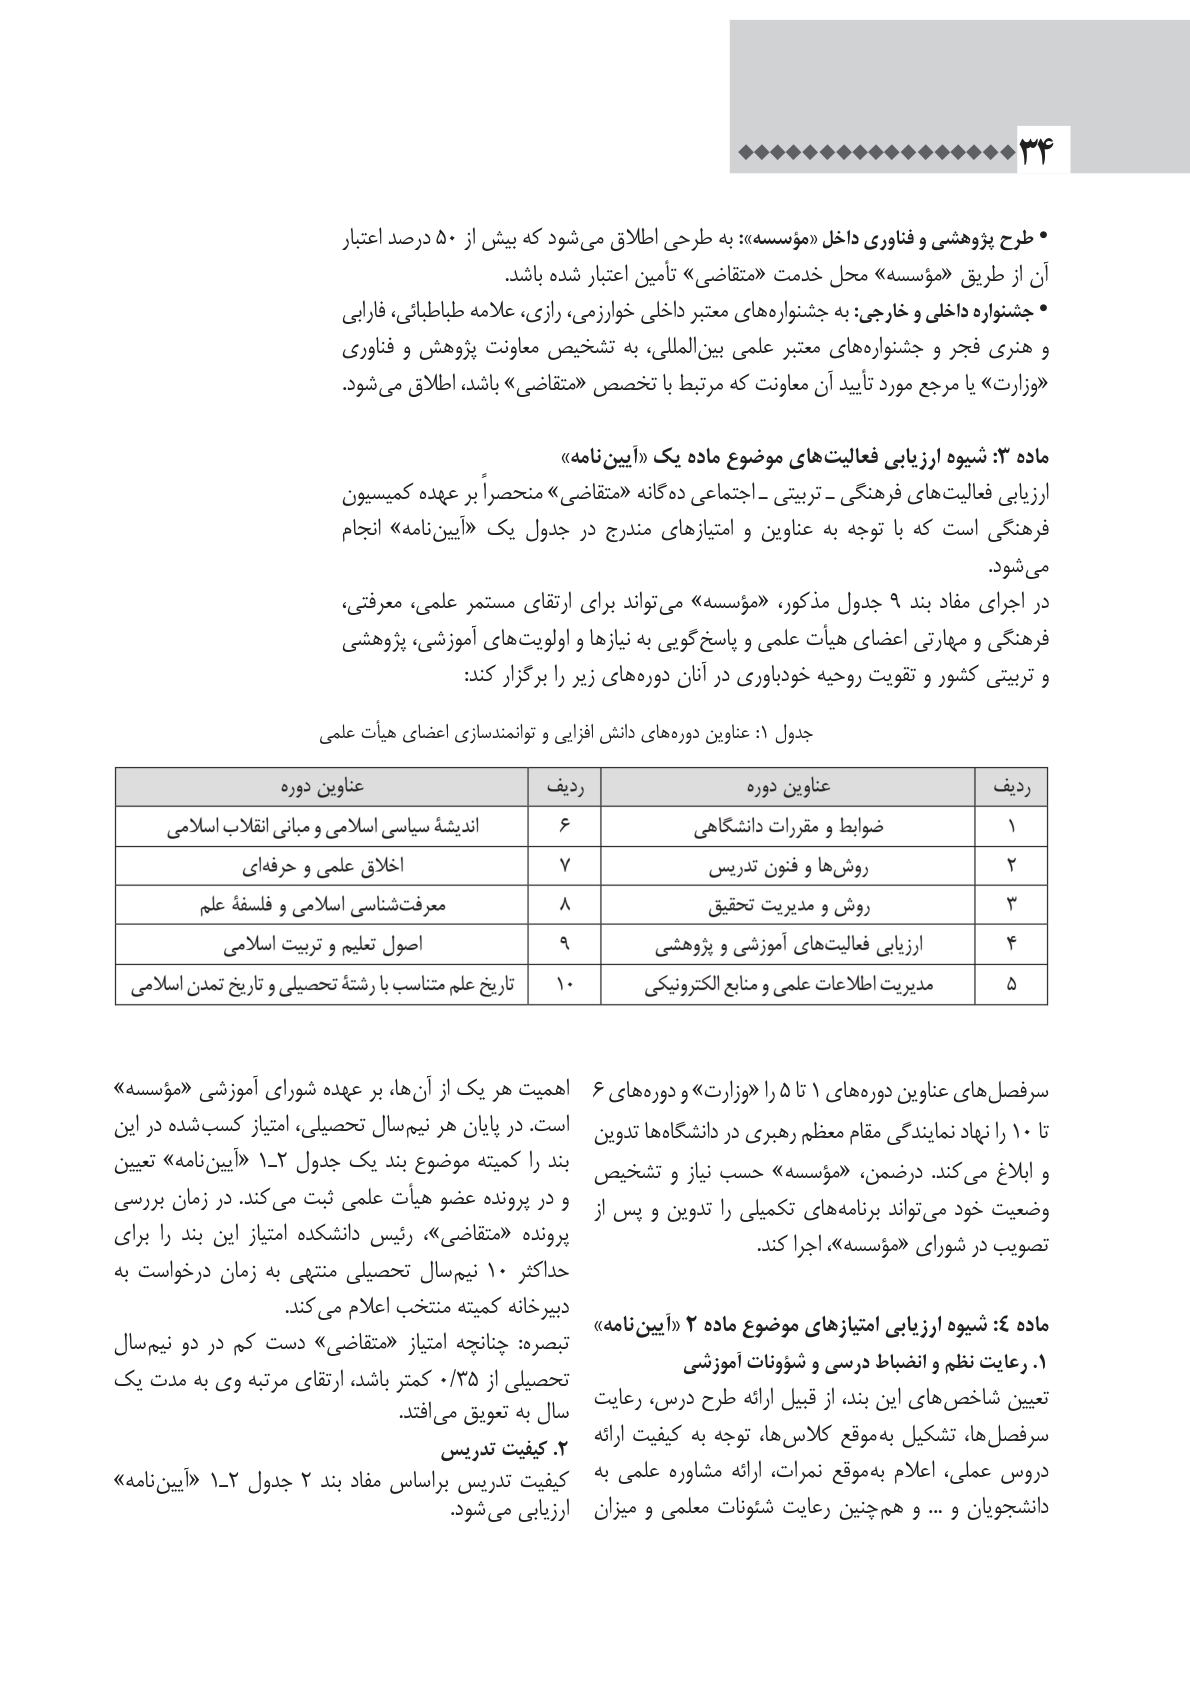 ۳۴
• طرح پژوهشی و فناوری داخل «مؤسسه»: به طرحی اطلاق می‌شود که بیش از ۵۰ درصد اعتبار
آن از طریق «مؤسسه» محل خدمت «متقاضی» تأمین اعتبار شده باشد.
• جشنواره داخلی و خارجی: به جشنواره‌های معتبر داخلی خوارزمی، رازی، علامه طباطبائی، فارابی
و هنری فجر و جشنواره‌های معتبر علمی بین‌المللی، به تشخیص معاونت پژوهش و فناوری
«وزارت» یا مرجع مورد تأیید آن معاونت که مرتبط با تخصص «متقاضی» باشد، اطلاق می‌شود.
ماده ۳: شیوه ارزیابی فعالیت‌های موضوع ماده یک «آیین‌نامه»
ارزیابی فعالیت‌های فرهنگی ـ تربیتی ـ اجتماعی ده‌گانه «متقاضی» منحصراً بر عهده کمیسیون
فرهنگی است که با توجه به عناوین و امتیازهای مندرج در جدول یک «آیین‌نامه» انجام
می‌شود.
در اجرای مفاد بند ۹ جدول مذکور، «مؤسسه» می‌تواند برای ارتقای مستمر علمی، معرفتی،
فرهنگی و مهارتی اعضای هیأت علمی و پاسخ‌گویی به نیازها و اولویت‌های آموزشی، پژوهشی
و تربیتی کشور و تقویت روحیه خودباوری در آنان دوره‌های زیر را برگزار کند:
جدول ۱: عناوین دوره‌های دانش افزایی و توانمندسازی اعضای هیأت علمی
ردیف عناوین دوره ردیف عناوین دوره
۱ ضوابط و مقررات دانشگاهی ۶ اندیشهٔ سیاسی اسلامی و مبانی انقلاب اسلامی
۲ روش‌ها و فنون تدریس ۷ اخلاق علمی و حرفه‌ای
۳ روش و مدیریت تحقیق ۸ معرفت‌شناسی اسلامی و فلسفهٔ علم
۴ ارزیابی فعالیت‌های آموزشی و پژوهشی ۹ اصول تعلیم و تربیت اسلامی
۵ مدیریت اطلاعات علمی و منابع الکترونیکی ۱۰ تاریخ علم متناسب با رشتهٔ تحصیلی و تاریخ تمدن اسلامی
سرفصل‌های عناوین دوره‌های ۱ تا ۵ را «وزارت» و دوره‌های ۶
تا ۱۰ را نهاد نمایندگی مقام معظم رهبری در دانشگاه‌ها تدوین
و ابلاغ می‌کند. درضمن، «مؤسسه» حسب نیاز و تشخیص
وضعیت خود می‌تواند برنامه‌های تکمیلی را تدوین و پس از
تصویب در شورای «مؤسسه»، اجرا کند.
ماده ٤: شیوه ارزیابی امتیازهای موضوع ماده ۲ «آیین‌نامه»
۱. رعایت نظم و انضباط درسی و شؤونات آموزشی
تعیین شاخص‌های این بند، از قبیل ارائه طرح درس، رعایت
سرفصل‌ها، تشکیل به‌موقع کلاس‌ها، توجه به کیفیت ارائه
دروس عملی، اعلام به‌موقع نمرات، ارائه مشاوره علمی به
دانشجویان و ... و هم‌چنین رعایت شئونات معلمی و میزان
اهمیت هر یک از آن‌ها، بر عهده شورای آموزشی «مؤسسه»
است. در پایان هر نیم‌سال تحصیلی، امتیاز کسب‌شده در این
بند را کمیته موضوع بند یک جدول ۲ـ۱ «آیین‌نامه» تعیین
و در پرونده عضو هیأت علمی ثبت می‌کند. در زمان بررسی
پرونده «متقاضی»، رئیس دانشکده امتیاز این بند را برای
حداکثر ۱۰ نیم‌سال تحصیلی منتهی به زمان درخواست به
دبیرخانه کمیته منتخب اعلام می‌کند.
تبصره: چنانچه امتیاز «متقاضی» دست کم در دو نیم‌سال
تحصیلی از ۰/۳۵ کمتر باشد، ارتقای مرتبه وی به مدت یک
سال به تعویق می‌افتد.
۲. کیفیت تدریس
کیفیت تدریس براساس مفاد بند ۲ جدول ۲ـ۱ «آیین‌نامه»
ارزیابی می‌شود.